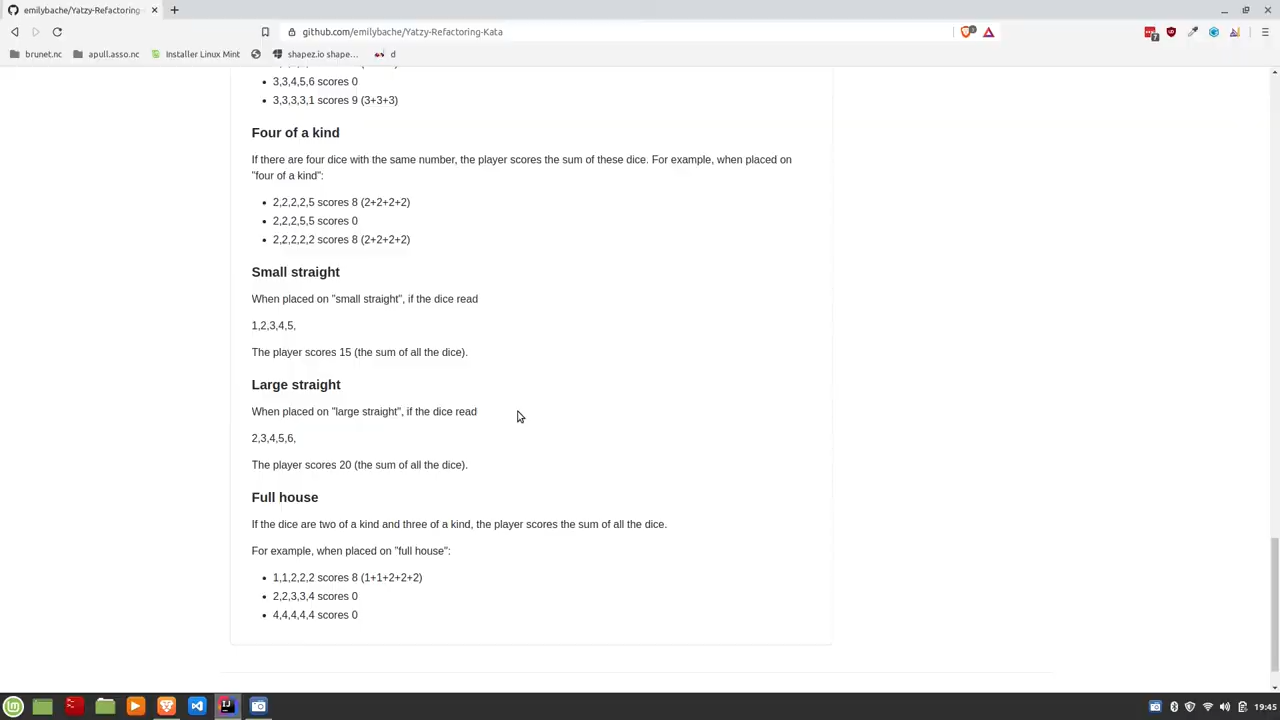 emilybache/Yatzy-Refactoring
github.com/emilybache/Yatzy-Refactoring-Kata
brunet.nc
apull.asso.nc
Installer Linux Mint
shapez.io shape...
d
3,3,4,5,6 scores 0
3,3,3,3,1 scores 9 (3+3+3)
Four of a kind
If there are four dice with the same number, the player scores the sum of these dice. For example, when placed on
"four of a kind":
2,2,2,2,5 scores 8 (2+2+2+2)
2,2,2,5,5 scores 0
2,2,2,2,2 scores 8 (2+2+2+2)
Small straight
When placed on "small straight", if the dice read
1,2,3,4,5,
The player scores 15 (the sum of all the dice).
Large straight
When placed on "large straight", if the dice read
2,3,4,5,6,
The player scores 20 (the sum of all the dice).
Full house
If the dice are two of a kind and three of a kind, the player scores the sum of all the dice.
For example, when placed on "full house":
1,1,2,2,2 scores 8 (1+1+2+2+2)
2,2,3,3,4 scores 0
4,4,4,4,4 scores 0
19:45